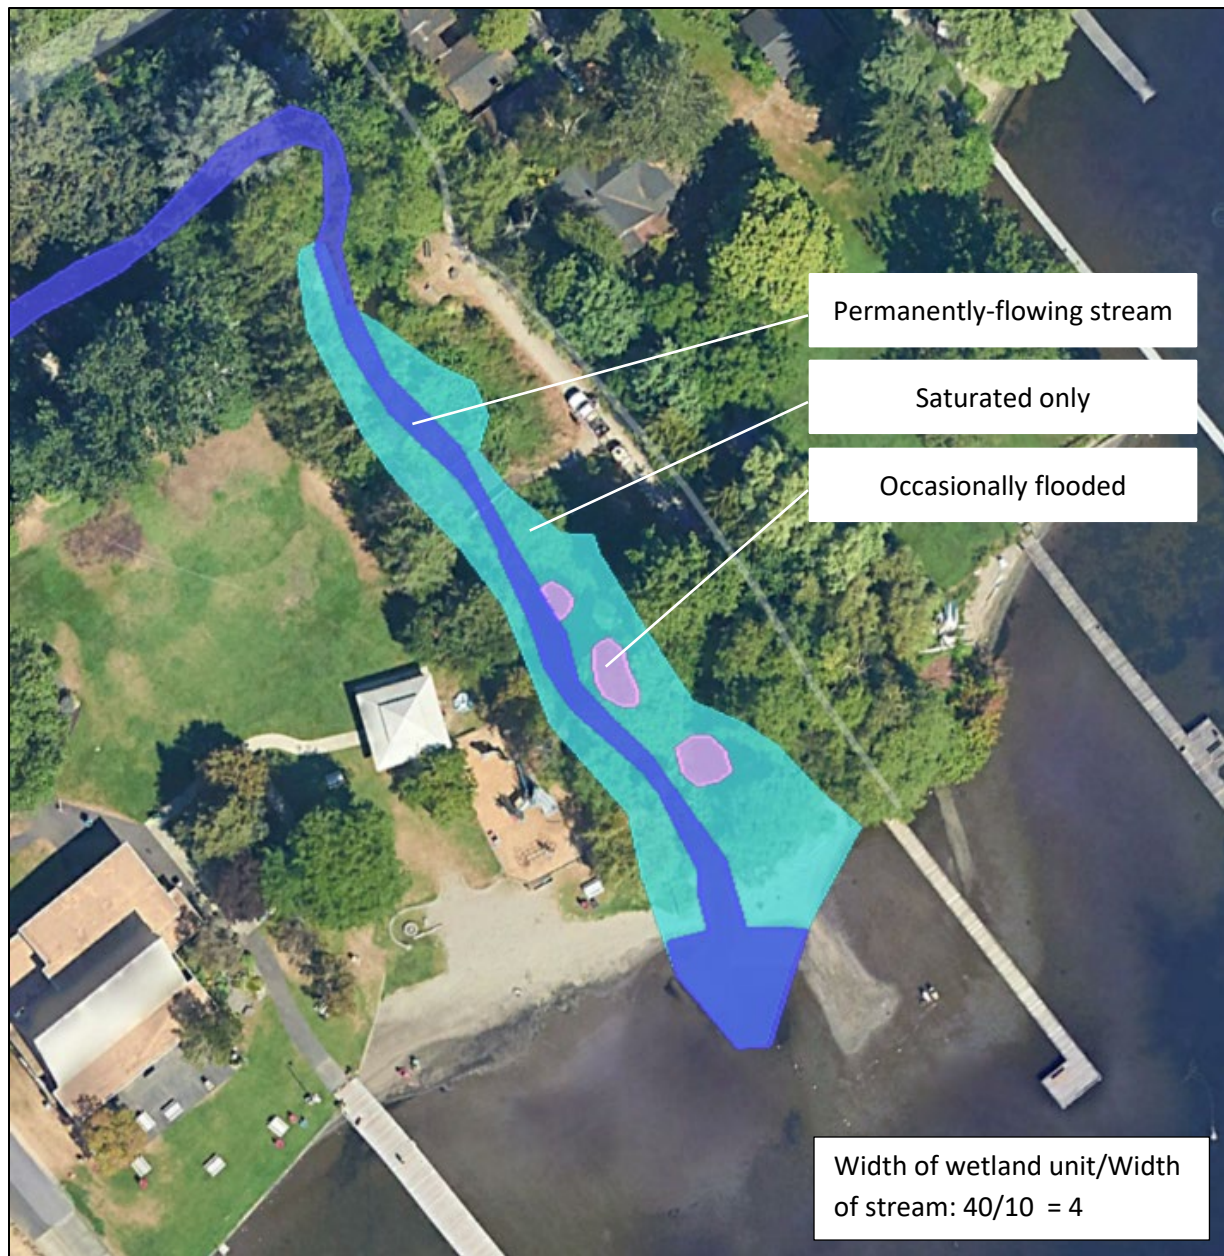 Permanently-flowing stream
Saturated only
Occasionally flooded
Width of wetland unit/Width
of stream: 40/10  = 4